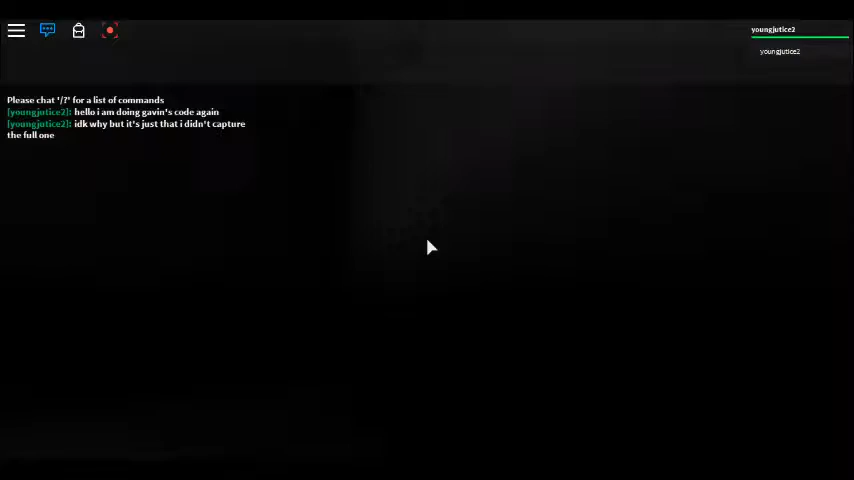 youngjutice2
youngjutice2
Please chat '/?' for a list of commands
[youngjutice2]: hello i am doing gavin's code again
[youngjutice2]: idk why but it's just that i didn't capture
the full one